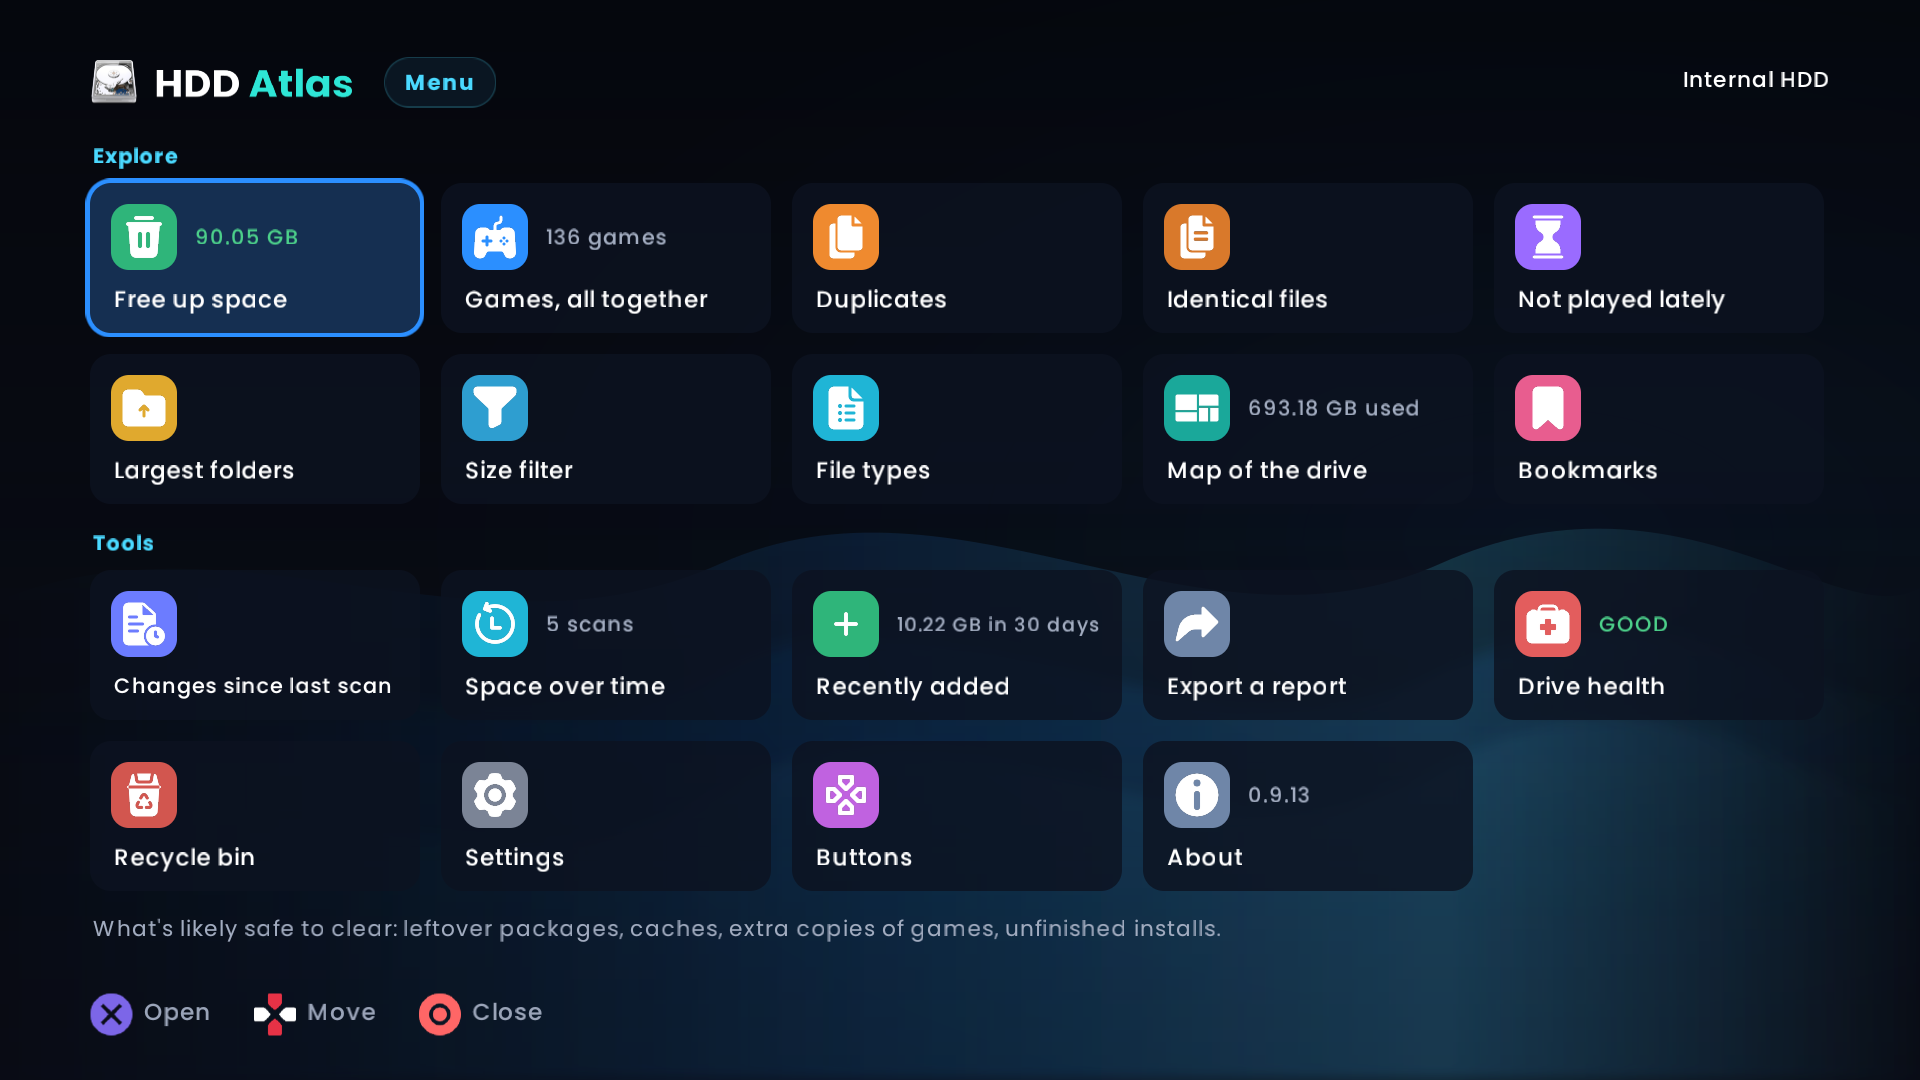 HDD Atlas
Menu
Internal HDD
Explore
90.05 GB
Free up space
136 games
Games, all together
Duplicates
Identical files
Not played lately
Largest folders
Size filter
File types
693.18 GB used
Map of the drive
Bookmarks
Tools
Changes since last scan
5 scans
Space over time
10.22 GB in 30 days
Recently added
Export a report
GOOD
Drive health
Recycle bin
Settings
Buttons
0.9.13
About
What's likely safe to clear: leftover packages, caches, extra copies of games, unfinished installs.
Open
Move
Close